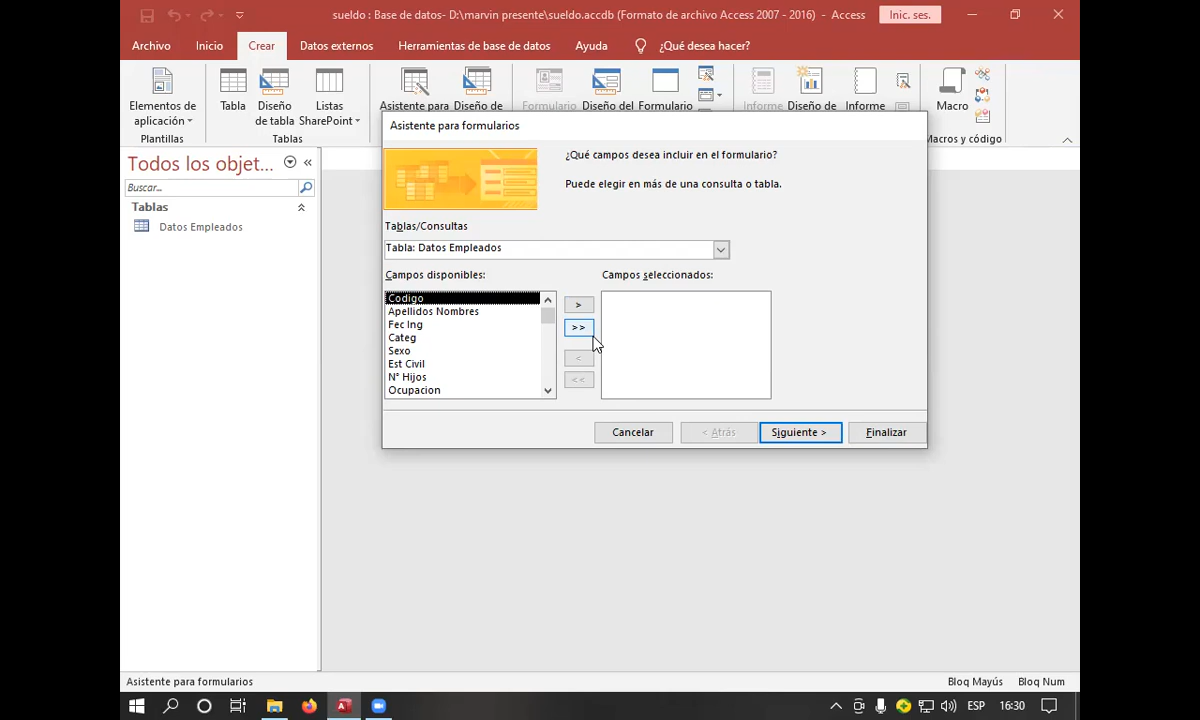 sueldo : Base de datos- D:\marvin presente\sueldo.accdb (Formato de archivo Access 2007 - 2016) - Access
Inic. ses.
Archivo
Inicio
Crear
Datos externos
Herramientas de base de datos
Ayuda
¿Qué desea hacer?
Elementos de
aplicación
Tabla
Diseño
de tabla
Listas
SharePoint
Asistente para
Diseño de
Formulario
Diseño del
Formulario
Informe
Diseño de
Informe
Macro
Plantillas
Tablas
Macros y código
Todos los objet...
Buscar...
Tablas
Datos Empleados
Asistente para formularios
¿Qué campos desea incluir en el formulario?
Puede elegir en más de una consulta o tabla.
Tablas/Consultas
Tabla: Datos Empleados
Campos disponibles:
Campos seleccionados:
Codigo
Apellidos Nombres
Fec Ing
Categ
Sexo
Est Civil
N° Hijos
Ocupacion
>
>>
<
<<
Cancelar
< Atrás
Siguiente >
Finalizar
Asistente para formularios
Bloq Mayús
Bloq Num
ESP
16:30